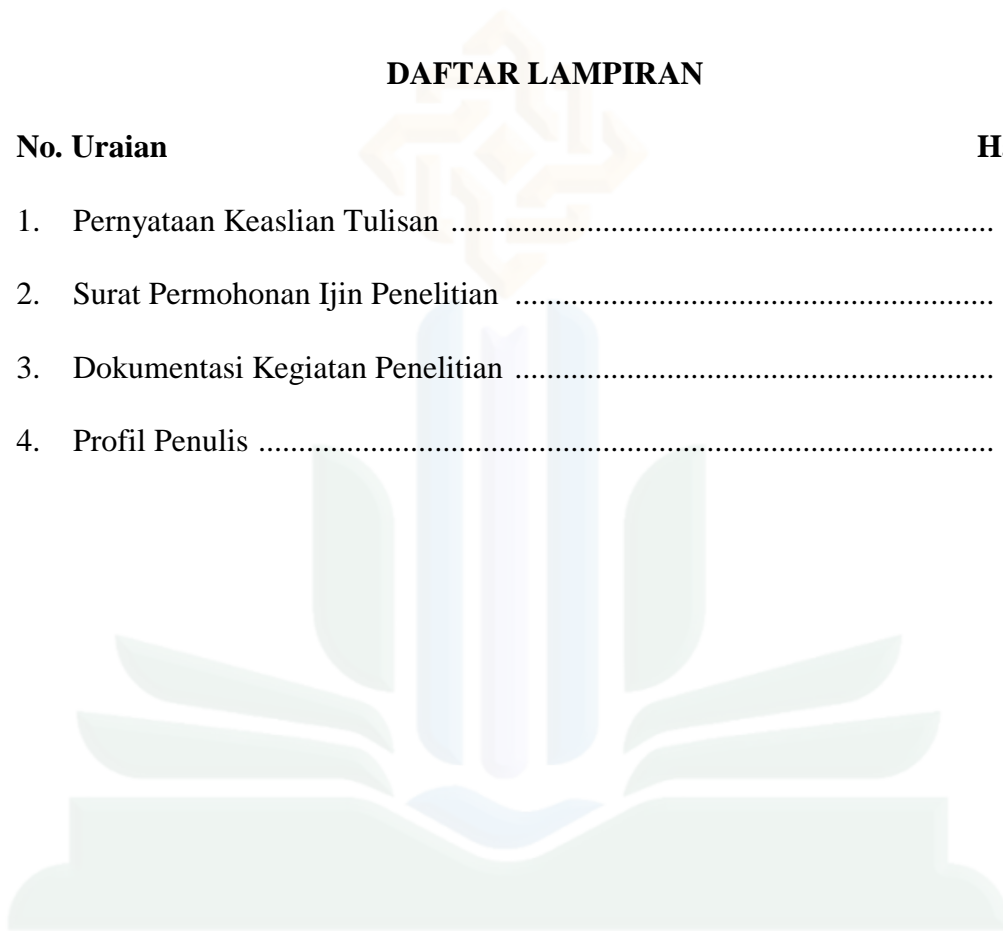 DAFTAR LAMPIRAN
No. Uraian
1. Pernyataan Keaslian Tulisan ....................................................................
2. Surat Permohonan Ijin Penelitian ............................................................
3. Dokumentasi Kegiatan Penelitian ............................................................
4. Profil Penulis ............................................................................................